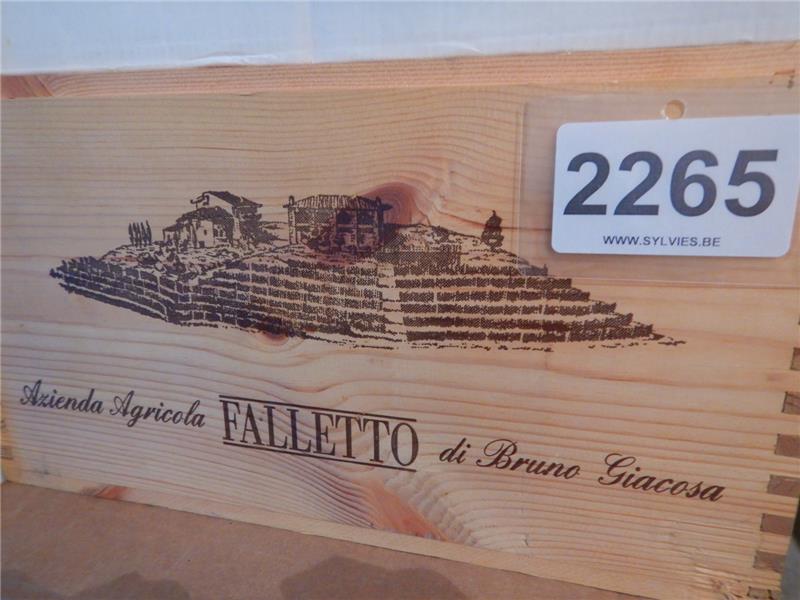 2265
WWW.SYLVIES.BE
Azienda Agricola FALLETTO di Bruno Giacosa